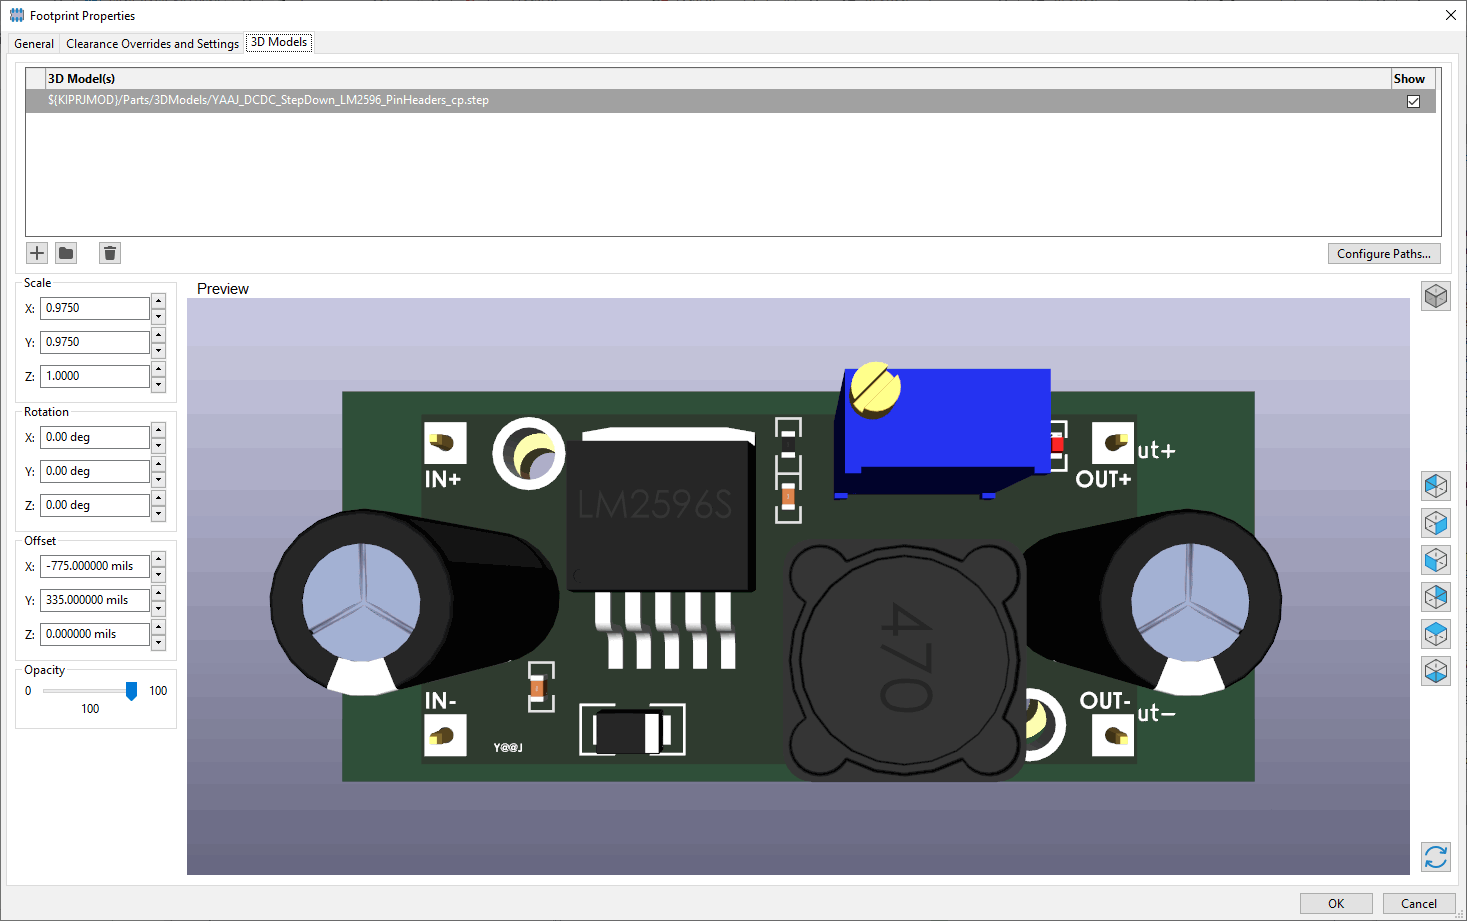 Footprint Properties
General
Clearance Overrides and Settings
3D Models
3D Model(s)
Show
${KIPRJMOD}/Parts/3DModels/YAAJ_DCDC_StepDown_LM2596_PinHeaders_cp.step
Configure Paths...
Scale
X: 0.9750
Y: 0.9750
Z: 1.0000
Rotation
X: 0.00 deg
Y: 0.00 deg
Z: 0.00 deg
Offset
X: -775.000000 mils
Y: 335.000000 mils
Z: 0.000000 mils
Opacity
0
100
100
Preview
IN+
LM2596S
ut+
OUT+
470
IN-
OUT-
ut-
Y@@J
OK
Cancel